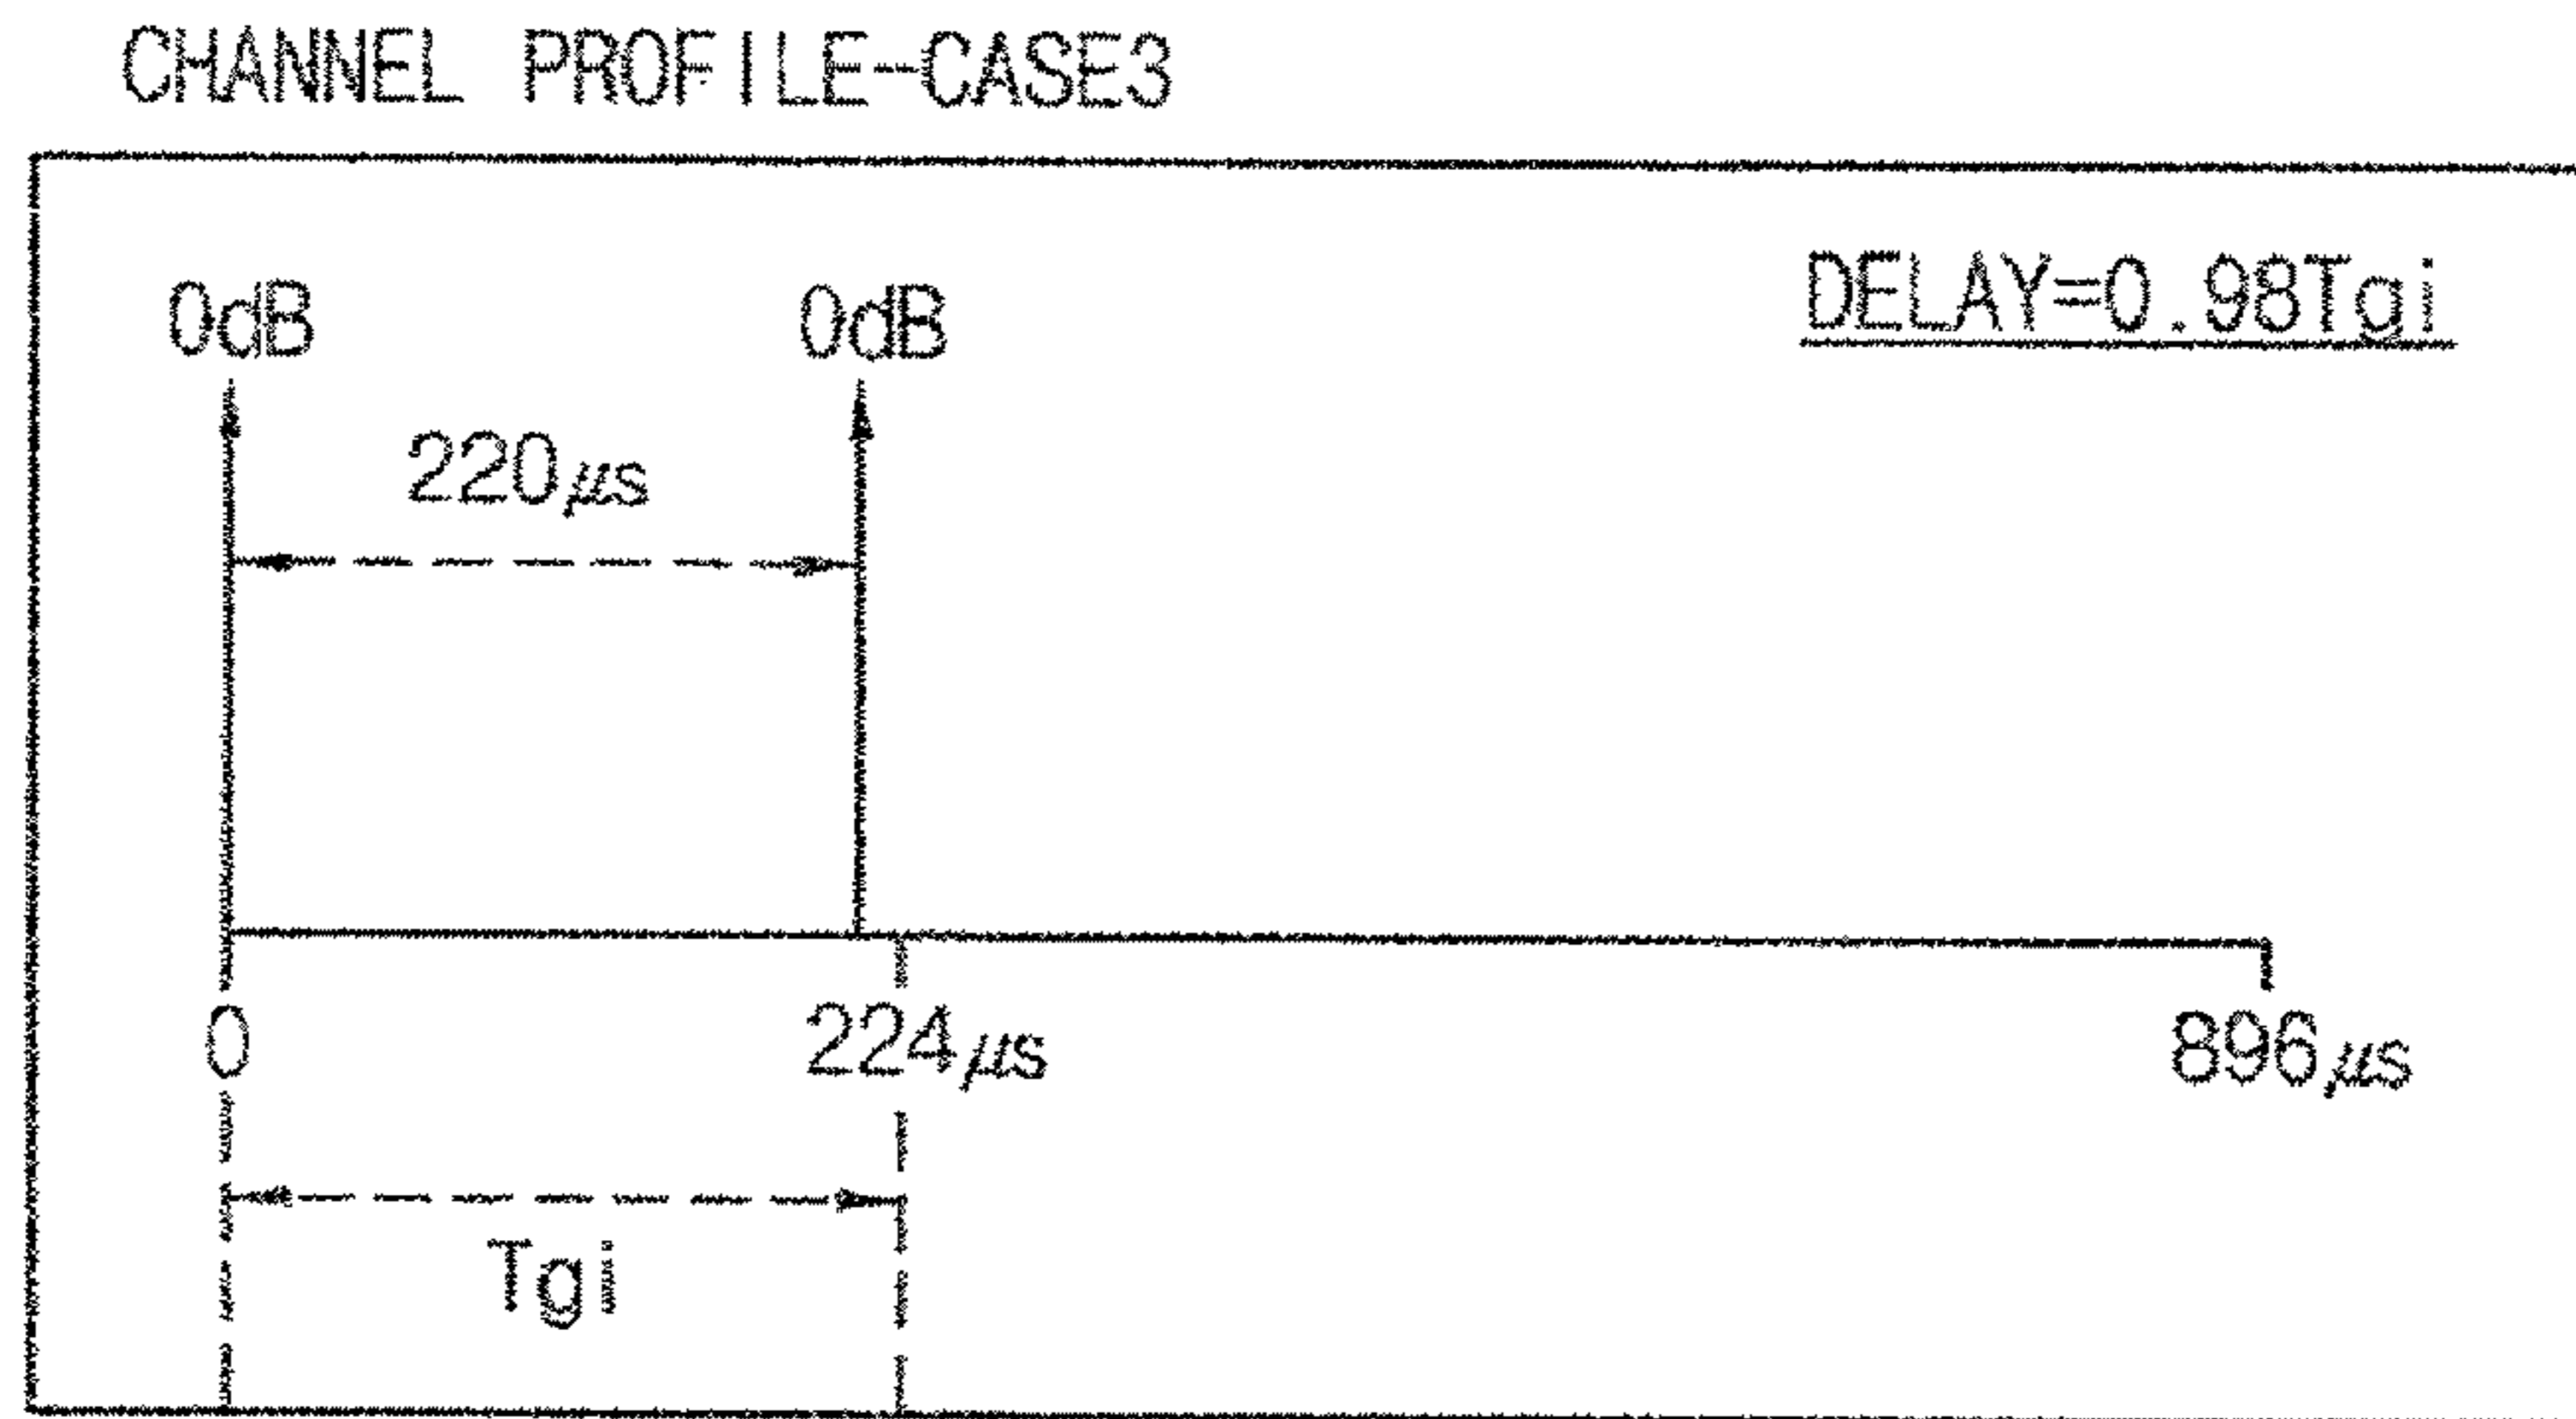 CHANNEL PROFILE-CASE3
0dB 0dB DELAY=0.98Tgi
220μs
0 224μs 896μs
Tgi